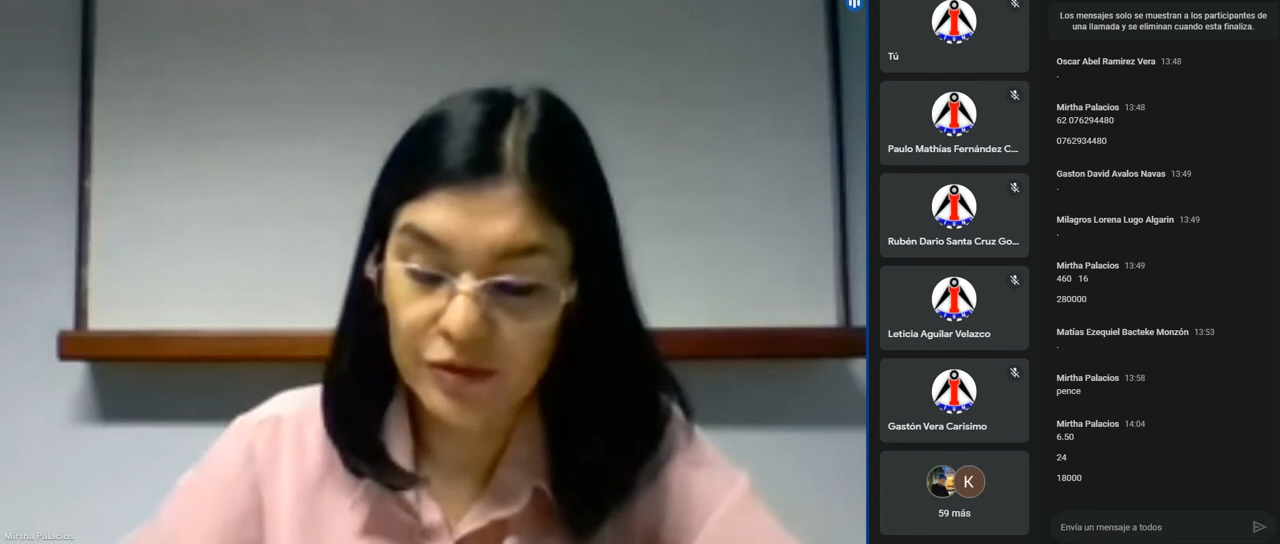 Mirtha Palacios
Tú
Paulo Mathías Fernández C...
Rubén Dario Santa Cruz Go...
Leticia Aguilar Velazco
Gastón Vera Carisimo
K
59 más
Los mensajes solo se muestran a los participantes de
una llamada y se eliminan cuando esta finaliza.
Oscar Abel Ramirez Vera 13:48
.
Mirtha Palacios 13:48
62 076294480
0762934480
Gaston David Avalos Navas 13:49
.
Milagros Lorena Lugo Algarin 13:49
.
Mirtha Palacios 13:49
460 16
280000
Matías Ezequiel Bacteke Monzón 13:53
.
Mirtha Palacios 13:58
pence
Mirtha Palacios 14:04
6.50
24
18000
Envía un mensaje a todos